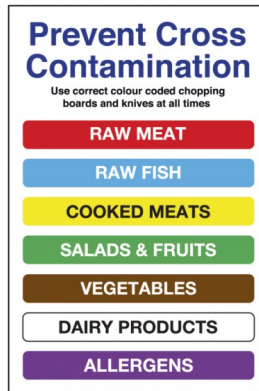 Prevent Cross
Contamination
Use correct colour coded chopping
boards and knives at all times
RAW MEAT
RAW FISH
COOKED MEATS
SALADS & FRUITS
VEGETABLES
DAIRY PRODUCTS
ALLERGENS